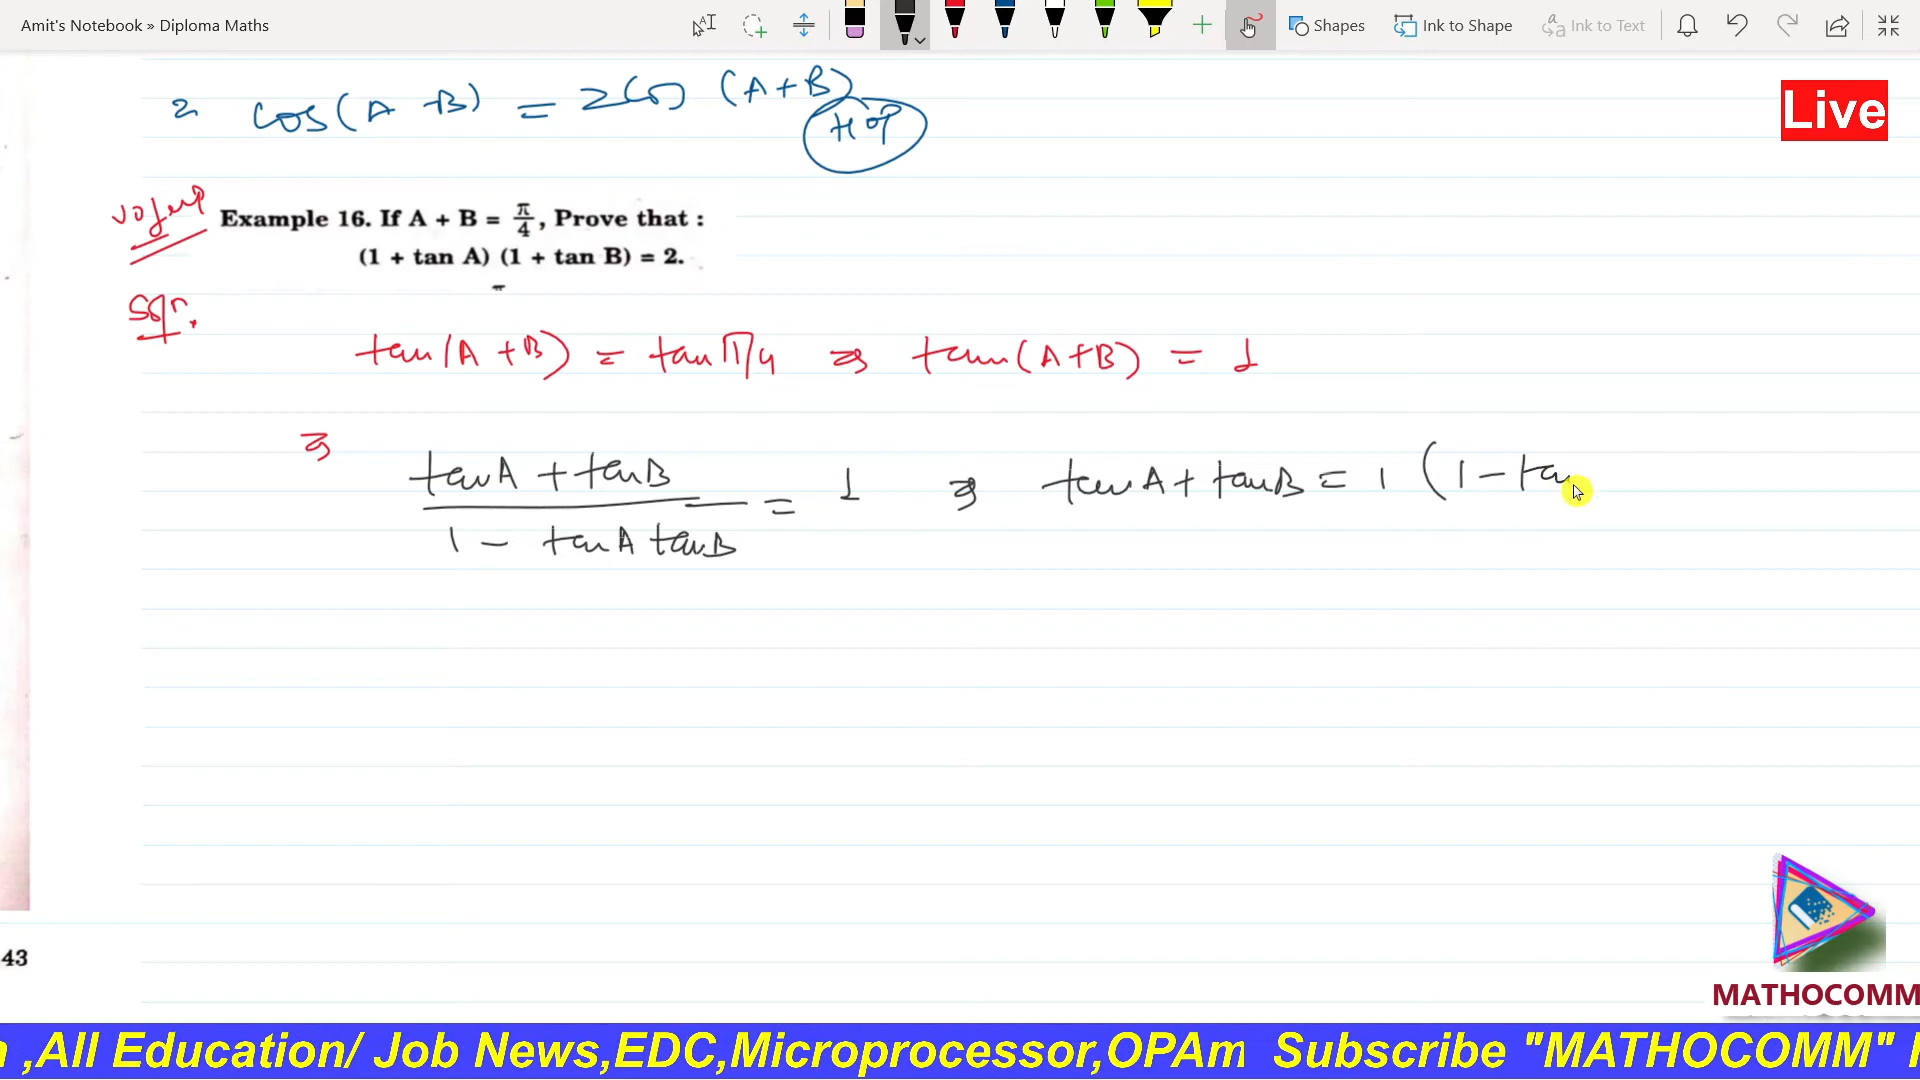 Amit's Notebook » Diploma Maths
Shapes Ink to Shape Ink to Text
Live
cos(A - B) = 2 cos (A+B)
Example 16. If A + B = π/4, Prove that :
(1 + tan A) (1 + tan B) = 2.
tan(A + B) = tan π/4 ⇒ tan(A+B) = 1
⇒ (tanA + tanB)/(1 - tanA tanB) = 1 ⇒ tanA + tanB = 1 (1 - ta
43
MATHOCOMM
,All Education/ Job News,EDC,Microprocessor,OPAm Subscribe "MATHOCOMM"